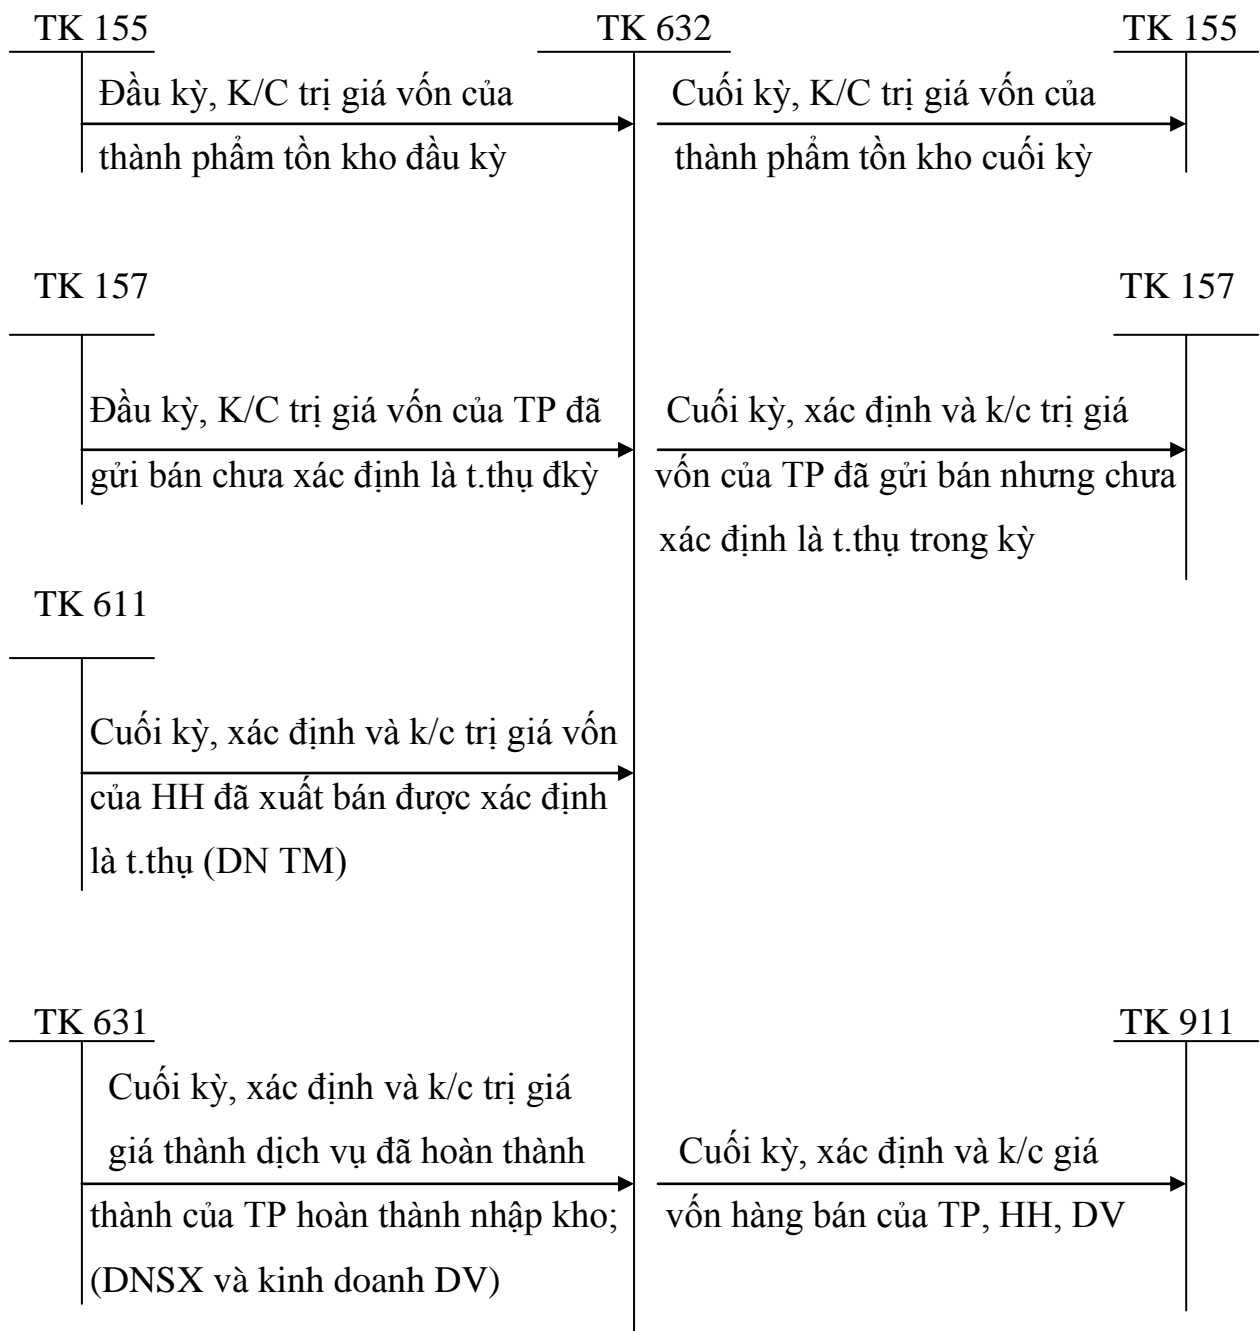 TK 155
TK 632
TK 155
Đầu kỳ, K/C trị giá vốn của
thành phẩm tồn kho đầu kỳ
Cuối kỳ, K/C trị giá vốn của
thành phẩm tồn kho cuối kỳ
TK 157
TK 157
Đầu kỳ, K/C trị giá vốn của TP đã
gửi bán chưa xác định là t.thụ đkỳ
Cuối kỳ, xác định và k/c trị giá
vốn của TP đã gửi bán nhưng chưa
xác định là t.thụ trong kỳ
TK 611
Cuối kỳ, xác định và k/c trị giá vốn
của HH đã xuất bán được xác định
là t.thụ (DN TM)
TK 631
TK 911
Cuối kỳ, xác định và k/c trị giá
giá thành dịch vụ đã hoàn thành
thành của TP hoàn thành nhập kho;
(DNSX và kinh doanh DV)
Cuối kỳ, xác định và k/c giá
vốn hàng bán của TP, HH, DV